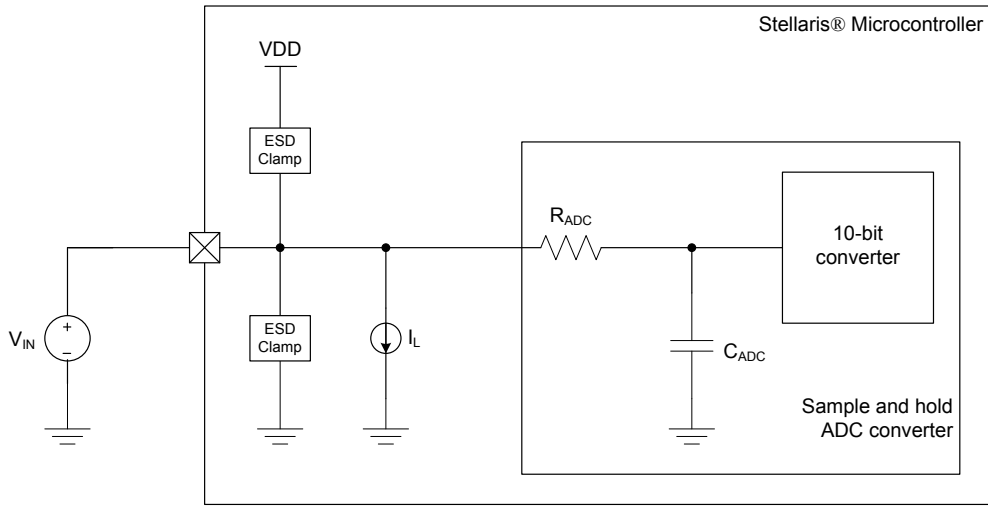 Stellaris® Microcontroller
VDD
ESD
Clamp
RADC
10-bit
converter
VIN
+
−
ESD
Clamp
IL
CADC
Sample and hold
ADC converter